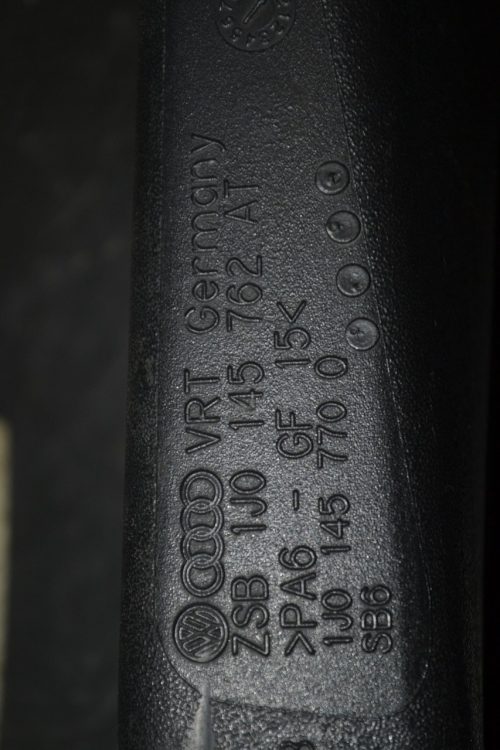 VRT Germany
ZSB 1J0 145 762 AT
>PA6 - GF 15<
1J0 145 770 0
SB6